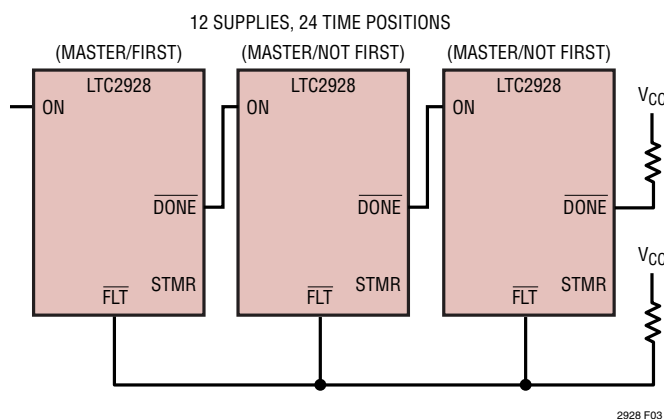 12 SUPPLIES, 24 TIME POSITIONS
(MASTER/FIRST) (MASTER/NOT FIRST) (MASTER/NOT FIRST)
LTC2928 LTC2928 LTC2928
VCC
ON ON ON
DONE DONE DONE
VCC
STMR STMR STMR
FLT FLT FLT
2928 F03